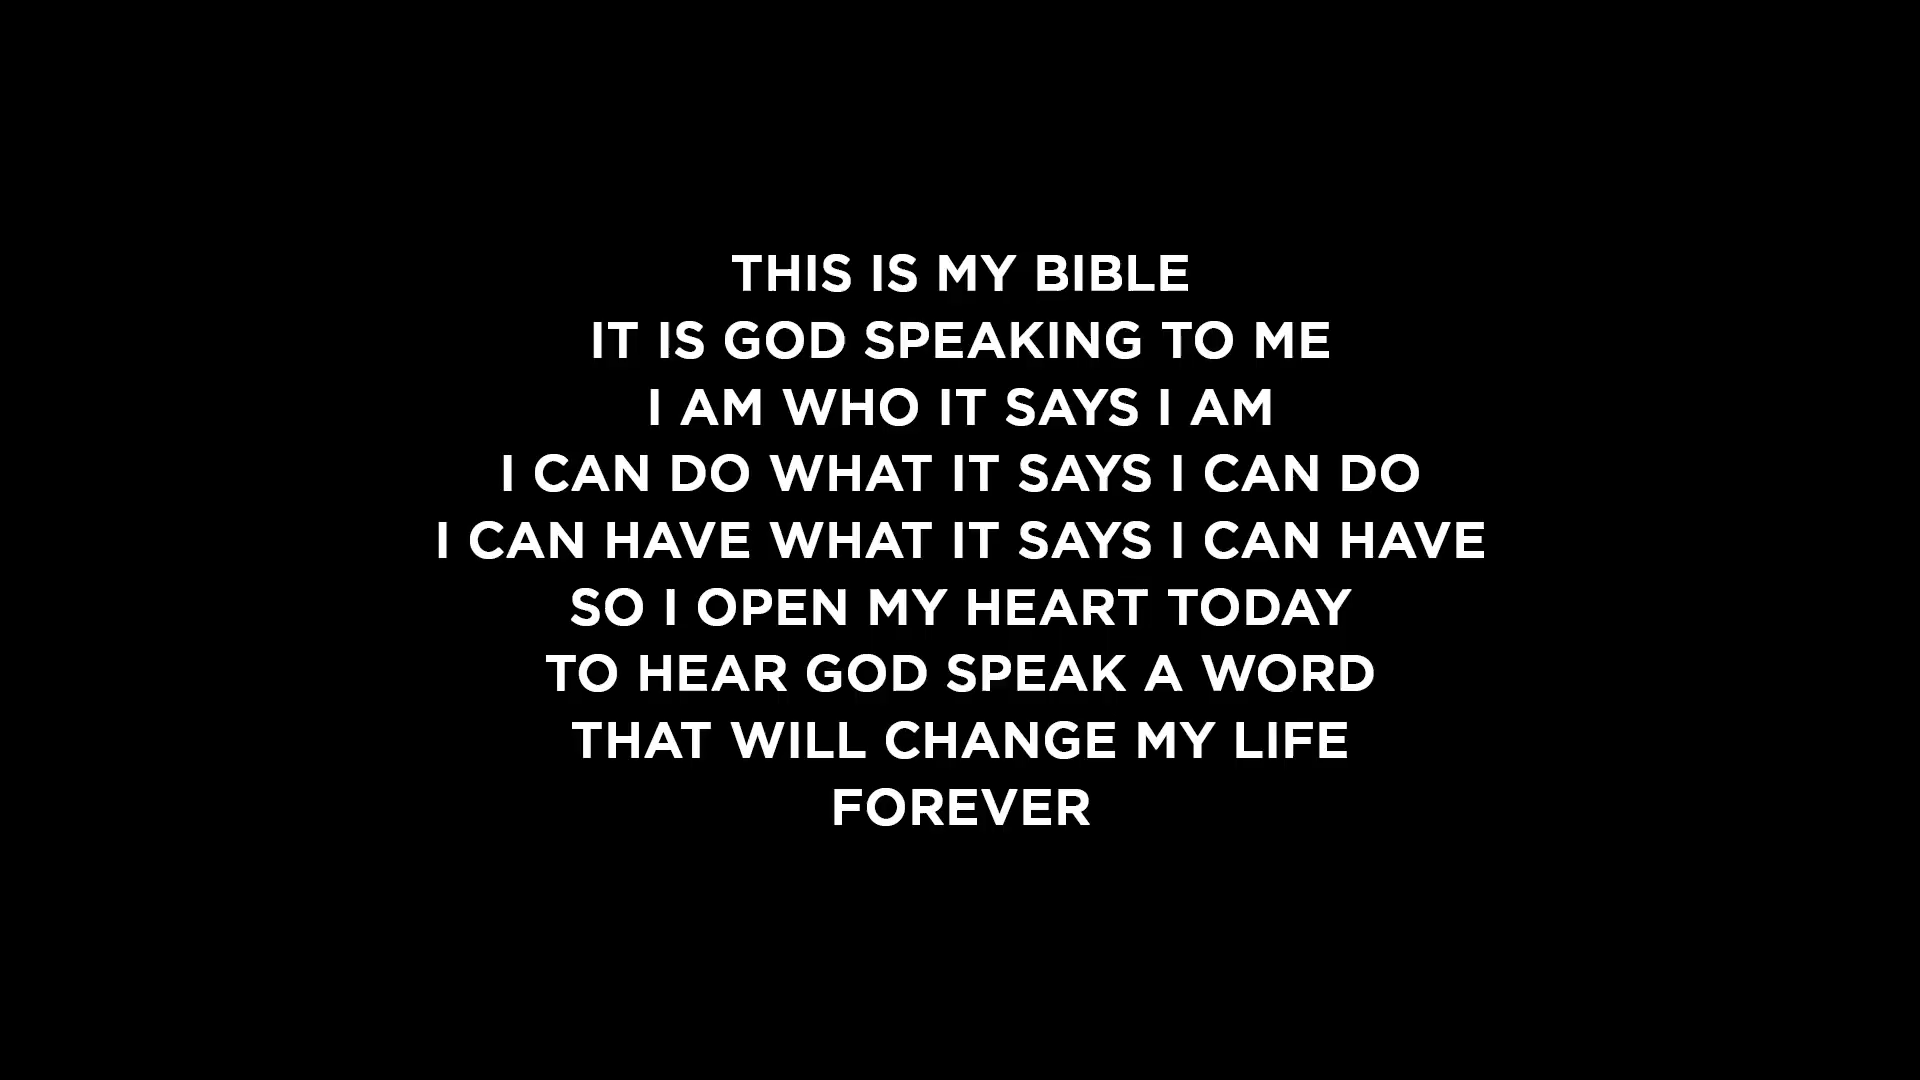 THIS IS MY BIBLE
IT IS GOD SPEAKING TO ME
I AM WHO IT SAYS I AM
I CAN DO WHAT IT SAYS I CAN DO
I CAN HAVE WHAT IT SAYS I CAN HAVE
SO I OPEN MY HEART TODAY
TO HEAR GOD SPEAK A WORD
THAT WILL CHANGE MY LIFE
FOREVER